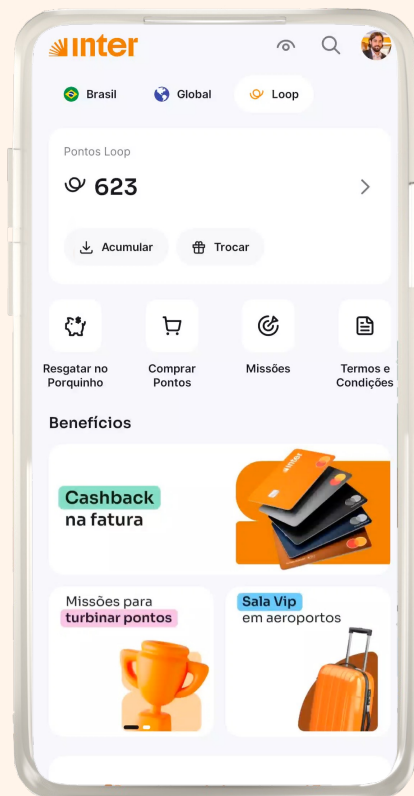 inter
Brasil
Global
Loop
Pontos Loop
623
Acumular
Trocar
Resgatar no
Porquinho
Comprar
Pontos
Missões
Termos e
Condições
Benefícios
Cashback
na fatura
inter
Missões para
turbinar pontos
Sala Vip
em aeroportos